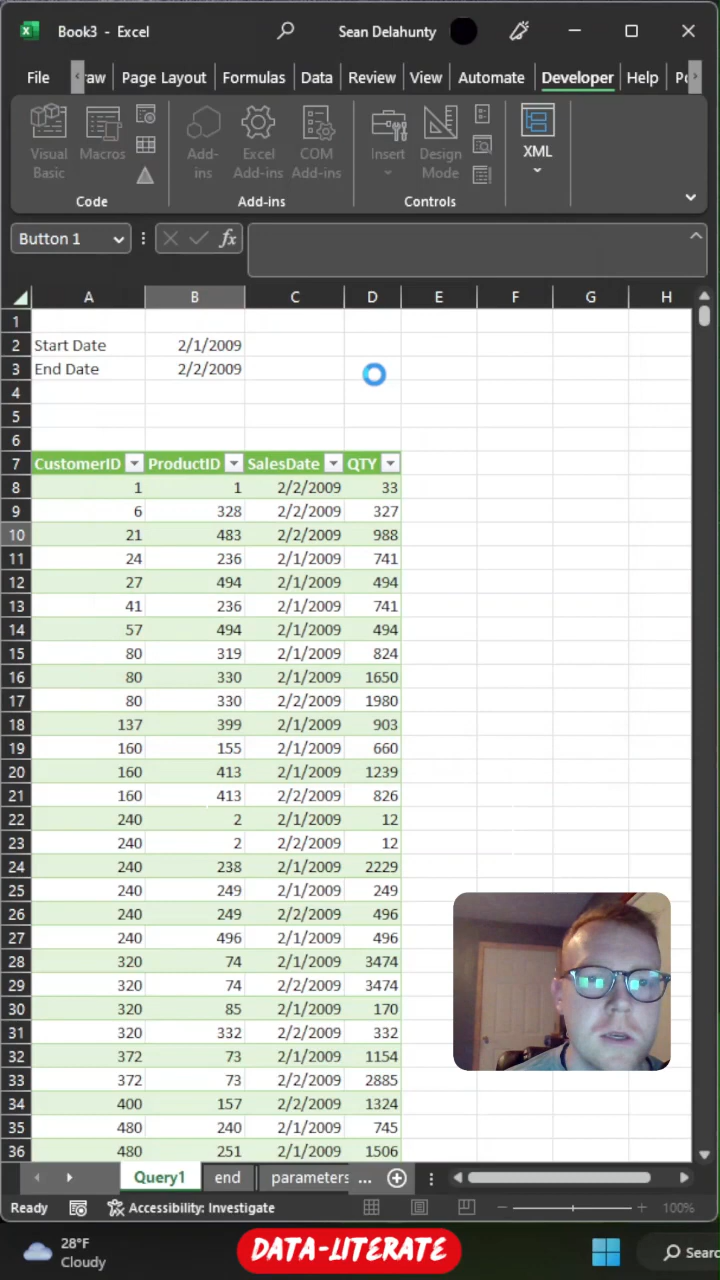 Book3 - Excel
Sean Delahunty
File
raw
Page Layout
Formulas
Data
Review
View
Automate
Developer
Help
Visual Basic
Macros
Add-ins
Excel Add-ins
COM Add-ins
Insert
Design Mode
XML
Code
Add-ins
Controls
Button 1
fx
A B C D E F G H
1
2 Start Date 2/1/2009
3 End Date 2/2/2009
4
5
6
7 CustomerID ProductID SalesDate QTY
8 1 1 2/2/2009 33
9 6 328 2/2/2009 327
10 21 483 2/2/2009 988
11 24 236 2/1/2009 741
12 27 494 2/1/2009 494
13 41 236 2/1/2009 741
14 57 494 2/1/2009 494
15 80 319 2/1/2009 824
16 80 330 2/1/2009 1650
17 80 330 2/2/2009 1980
18 137 399 2/1/2009 903
19 160 155 2/1/2009 660
20 160 413 2/1/2009 1239
21 160 413 2/2/2009 826
22 240 2 2/1/2009 12
23 240 2 2/2/2009 12
24 240 238 2/1/2009 2229
25 240 249 2/1/2009 249
26 240 249 2/2/2009 496
27 240 496 2/1/2009 496
28 320 74 2/1/2009 3474
29 320 74 2/2/2009 3474
30 320 85 2/1/2009 170
31 320 332 2/2/2009 332
32 372 73 2/1/2009 1154
33 372 73 2/2/2009 2885
34 400 157 2/2/2009 1324
35 480 240 2/1/2009 745
36 480 251 2/1/2009 1506
Query1
end
parameters
...
Ready
Accessibility: Investigate
100%
28°F
Cloudy
DATA-LITERATE
Searc